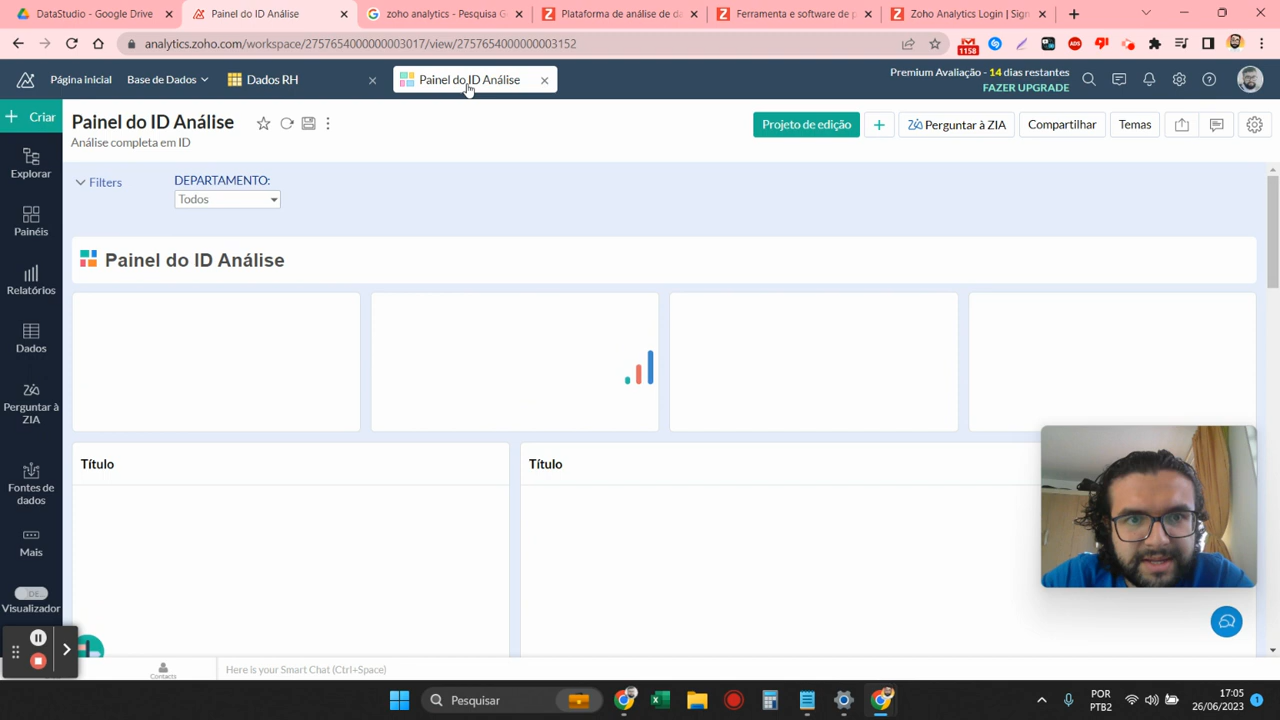 DataStudio - Google Drive
Painel do ID Análise
zoho analytics - Pesquisa G
Plataforma de análise de da
Ferramenta e software de p
Zoho Analytics Login | Sign
analytics.zoho.com/workspace/2757654000000003017/view/2757654000000003152
1158
ADS
Página inicial
Base de Dados
Dados RH
Painel do ID Análise
Premium Avaliação - 14 dias restantes
FAZER UPGRADE
Criar
Painel do ID Análise
Análise completa em ID
Projeto de edição
Perguntar à ZIA
Compartilhar
Temas
Explorar
Filters
DEPARTAMENTO:
Todos
Painéis
Painel do ID Análise
Relatórios
Dados
Perguntar à
ZIA
Título
Título
Fontes de
dados
Mais
DE...
Visualizador
Contacts
Here is your Smart Chat (Ctrl+Space)
Pesquisar
POR
PTB2
17:05
26/06/2023
1